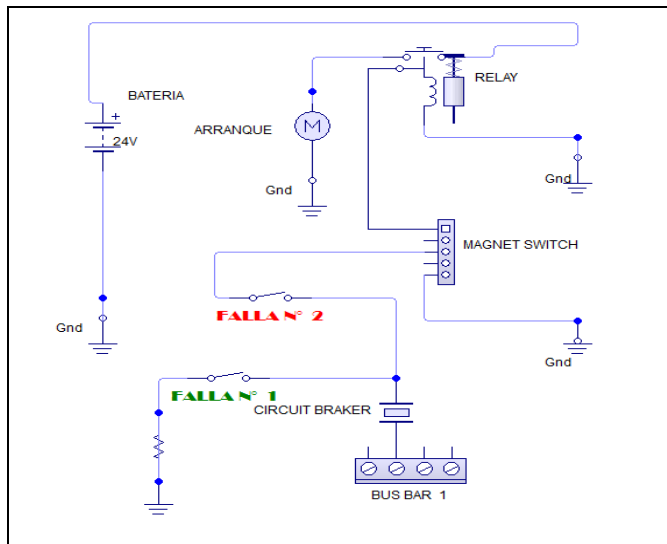 RELAY
BATERIA
+
24V
ARRANQUE
M
Gnd
Gnd
MAGNET SWITCH
FALLA N° 2
Gnd
Gnd
FALLA N° 1
CIRCUIT BRAKER
BUS BAR 1